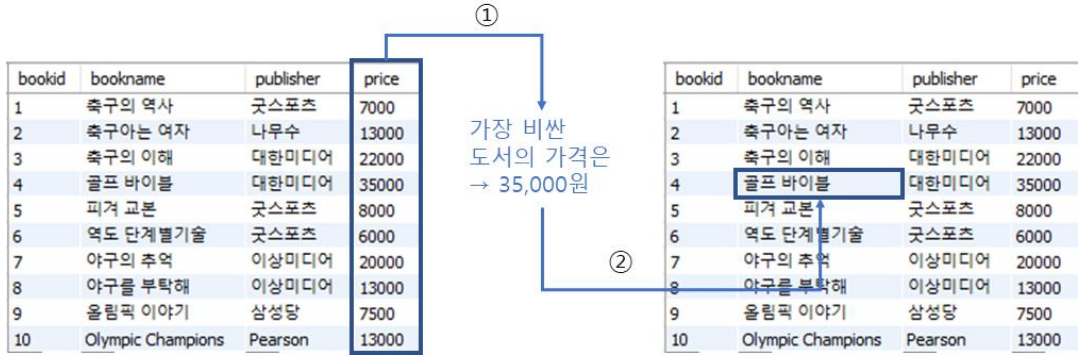 ①
bookid bookname publisher price
1 축구의 역사 굿스포츠 7000
2 축구아는 여자 나무수 13000
3 축구의 이해 대한미디어 22000
4 골프 바이블 대한미디어 35000
5 피겨 교본 굿스포츠 8000
6 역도 단계별기술 굿스포츠 6000
7 야구의 추억 이상미디어 20000
8 야구를 부탁해 이상미디어 13000
9 올림픽 이야기 삼성당 7500
10 Olympic Champions Pearson 13000
가장 비싼
도서의 가격은
→ 35,000원
②
bookid bookname publisher price
1 축구의 역사 굿스포츠 7000
2 축구아는 여자 나무수 13000
3 축구의 이해 대한미디어 22000
4 골프 바이블 대한미디어 35000
5 피겨 교본 굿스포츠 8000
6 역도 단계별기술 굿스포츠 6000
7 야구의 추억 이상미디어 20000
8 야구를 부탁해 이상미디어 13000
9 올림픽 이야기 삼성당 7500
10 Olympic Champions Pearson 13000